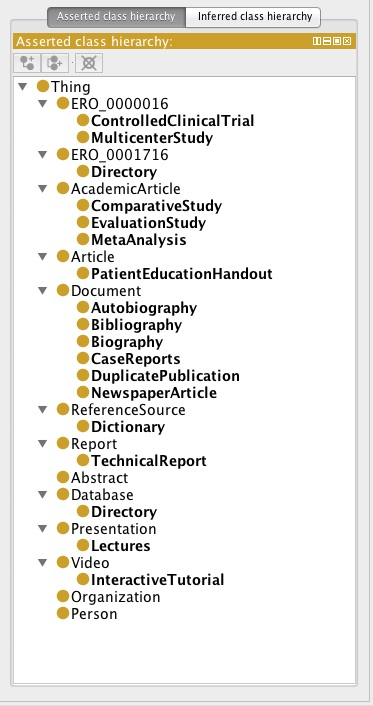 Asserted class hierarchy Inferred class hierarchy
Asserted class hierarchy:
Thing
ERO_0000016
ControlledClinicalTrial
MulticenterStudy
ERO_0001716
Directory
AcademicArticle
ComparativeStudy
EvaluationStudy
MetaAnalysis
Article
PatientEducationHandout
Document
Autobiography
Bibliography
Biography
CaseReports
DuplicatePublication
NewspaperArticle
ReferenceSource
Dictionary
Report
TechnicalReport
Abstract
Database
Directory
Presentation
Lectures
Video
InteractiveTutorial
Organization
Person